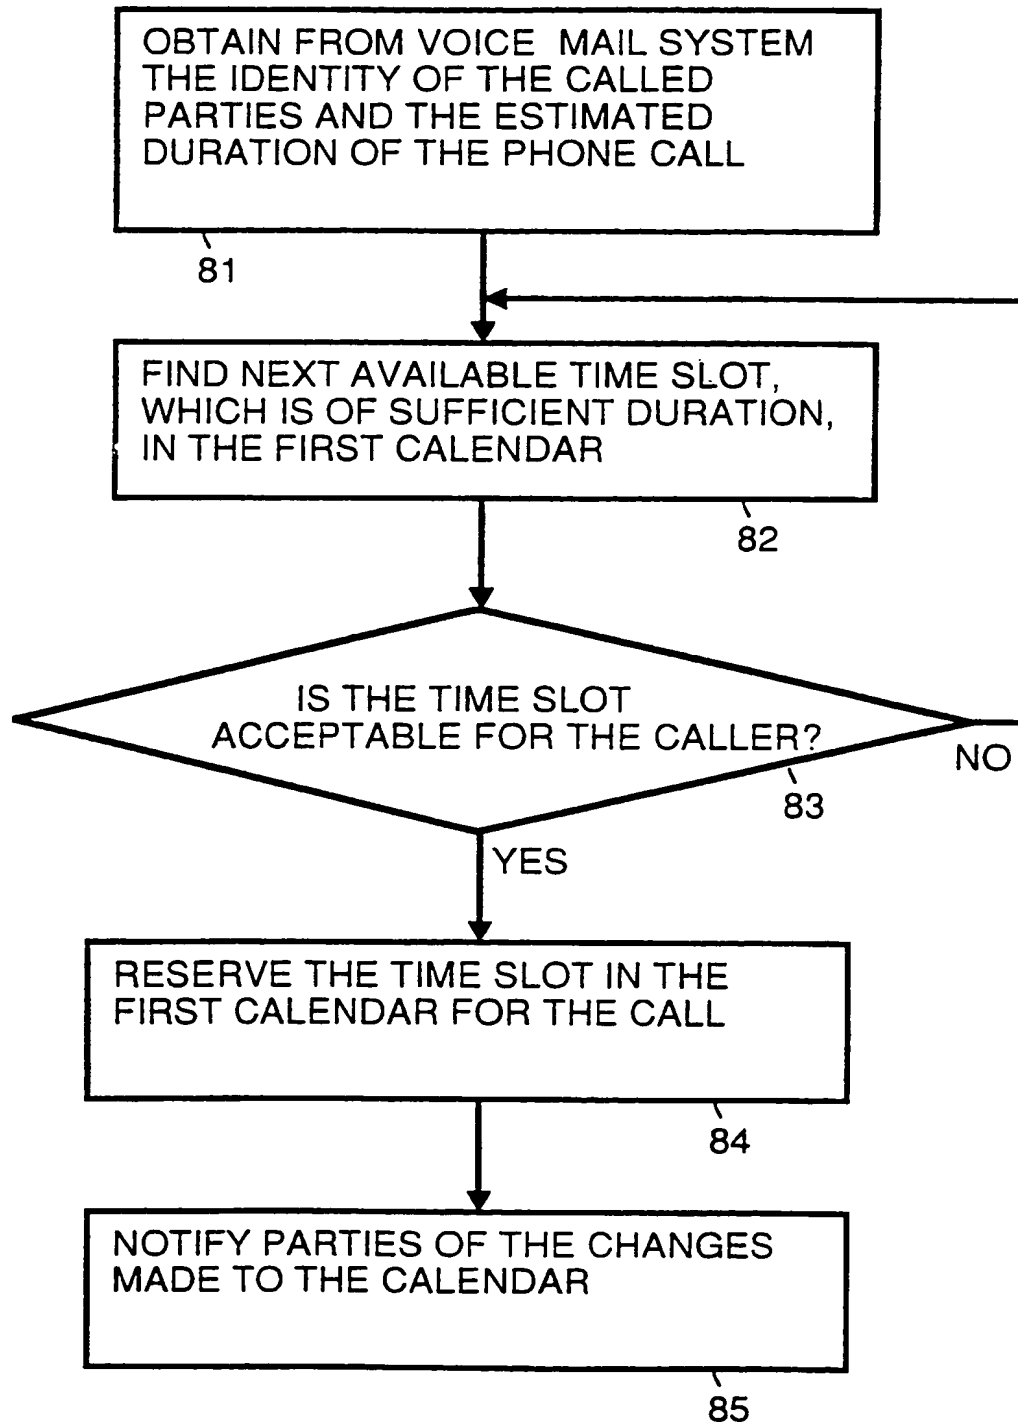 OBTAIN FROM VOICE MAIL SYSTEM
THE IDENTITY OF THE CALLED
PARTIES AND THE ESTIMATED
DURATION OF THE PHONE CALL
81
FIND NEXT AVAILABLE TIME SLOT,
WHICH IS OF SUFFICIENT DURATION,
IN THE FIRST CALENDAR
82
IS THE TIME SLOT
ACCEPTABLE FOR THE CALLER?
NO
83
YES
RESERVE THE TIME SLOT IN THE
FIRST CALENDAR FOR THE CALL
84
NOTIFY PARTIES OF THE CHANGES
MADE TO THE CALENDAR
85